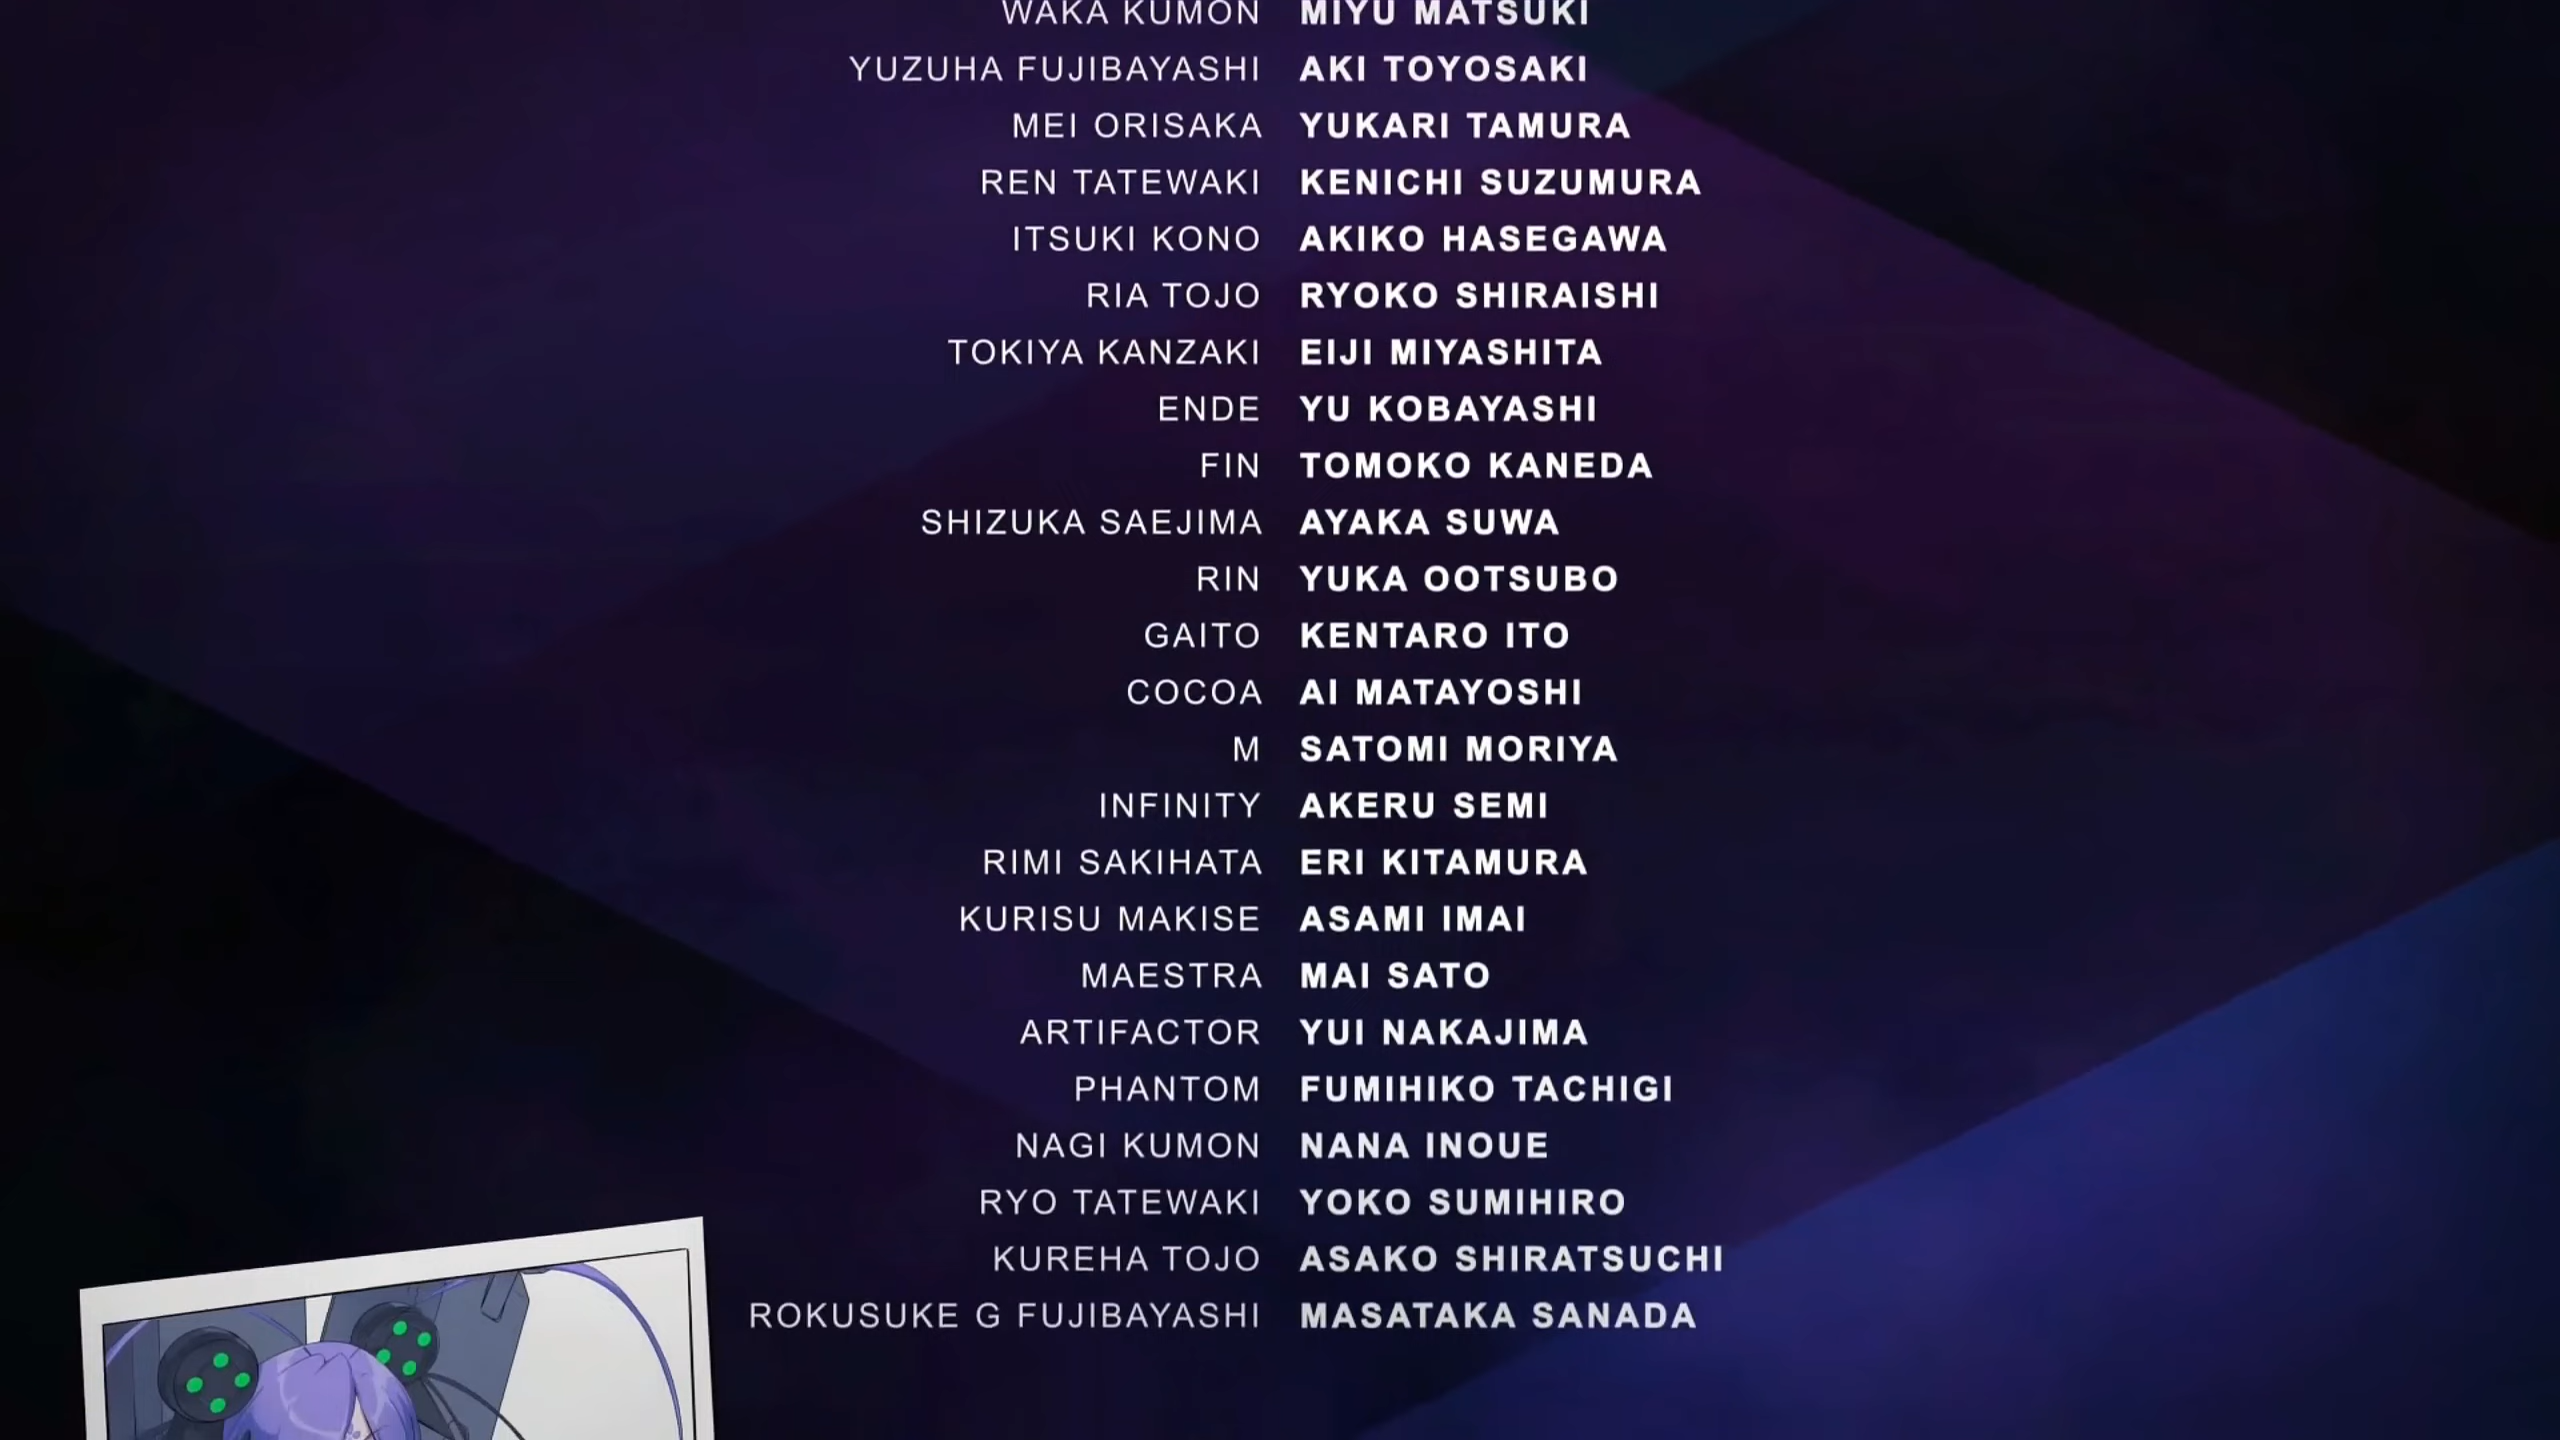 WAKA KUMON MIYU MATSUKI
YUZUHA FUJIBAYASHI AKI TOYOSAKI
MEI ORISAKA YUKARI TAMURA
REN TATEWAKI KENICHI SUZUMURA
ITSUKI KONO AKIKO HASEGAWA
RIA TOJO RYOKO SHIRAISHI
TOKIYA KANZAKI EIJI MIYASHITA
ENDE YU KOBAYASHI
FIN TOMOKO KANEDA
SHIZUKA SAEJIMA AYAKA SUWA
RIN YUKA OOTSUBO
GAITO KENTARO ITO
COCOA AI MATAYOSHI
M SATOMI MORIYA
INFINITY AKERU SEMI
RIMI SAKIHATA ERI KITAMURA
KURISU MAKISE ASAMI IMAI
MAESTRA MAI SATO
ARTIFACTOR YUI NAKAJIMA
PHANTOM FUMIHIKO TACHIGI
NAGI KUMON NANA INOUE
RYO TATEWAKI YOKO SUMIHIRO
KUREHA TOJO ASAKO SHIRATSUCHI
ROKUSUKE G FUJIBAYASHI MASATAKA SANADA